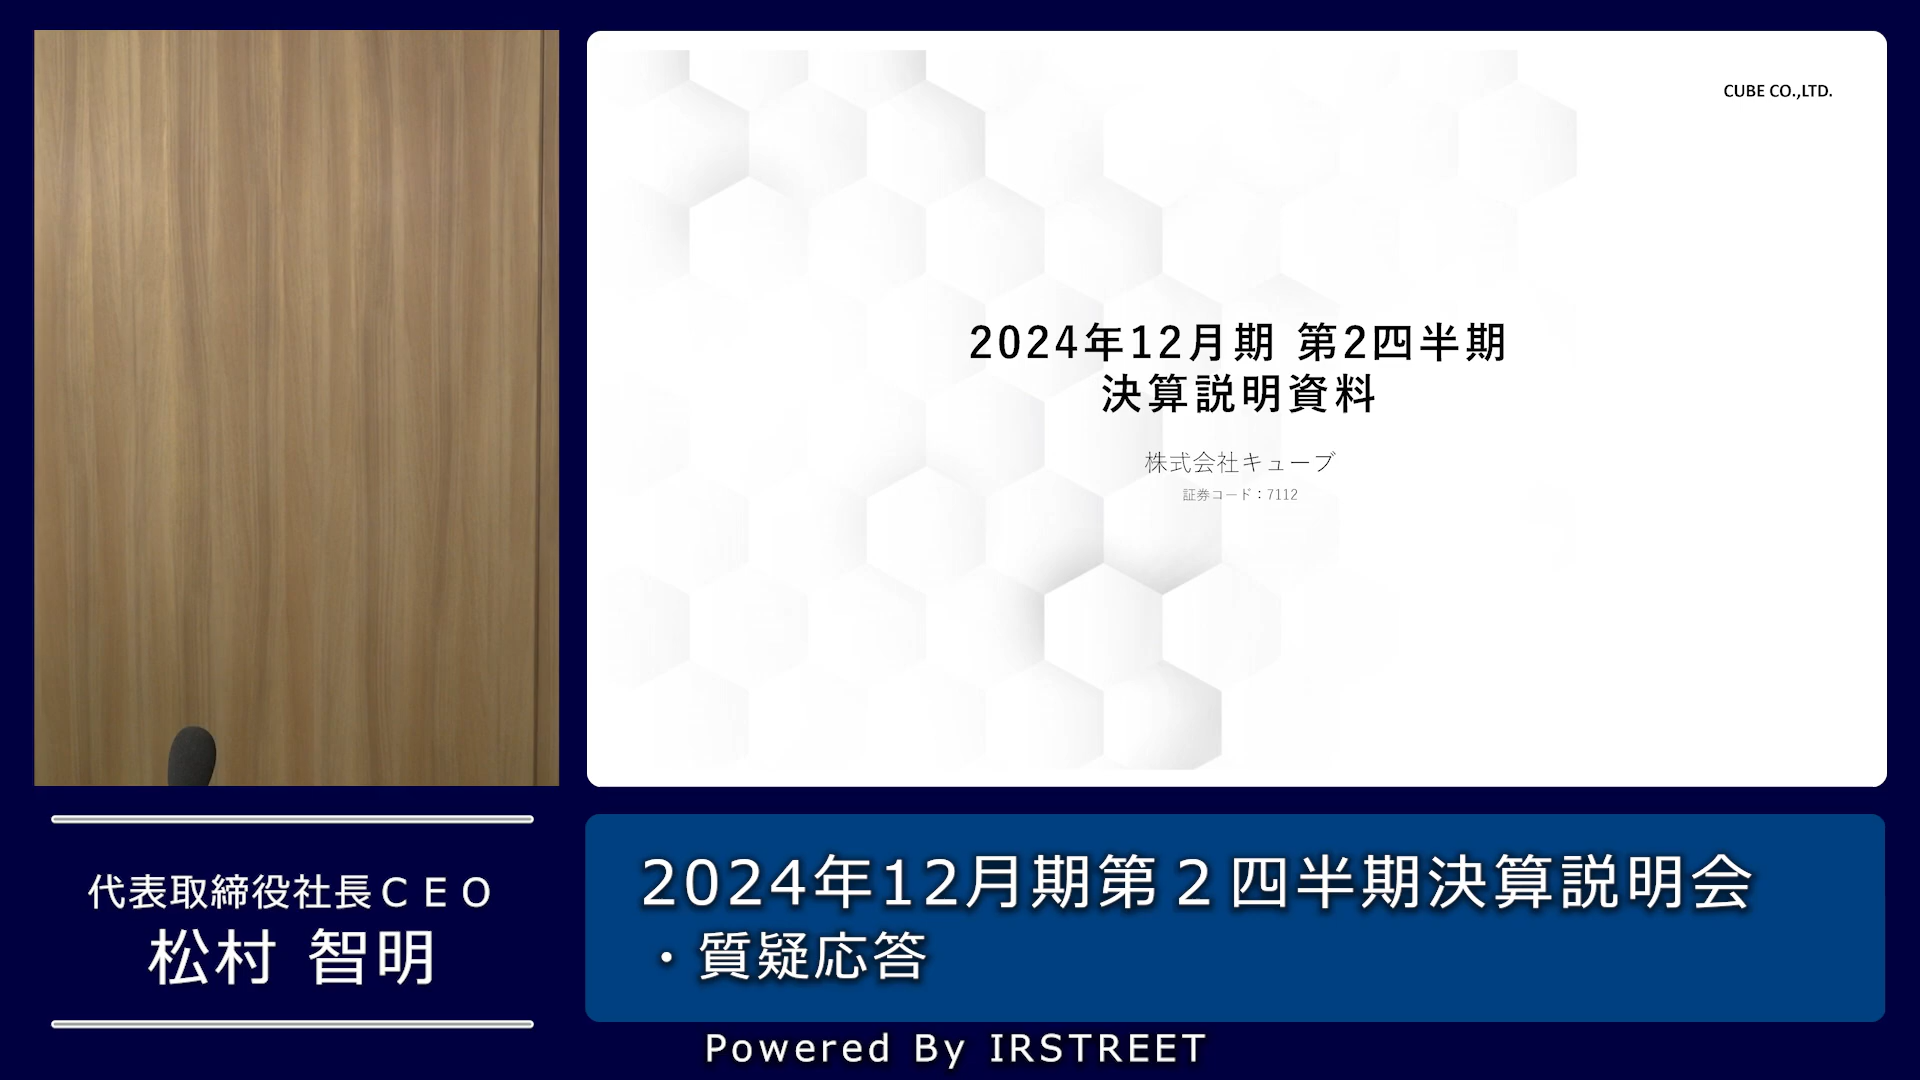 CUBE CO.,LTD.
2024年12月期 第2四半期
決算説明資料
株式会社キューブ
証券コード：7112
代表取締役社長ＣＥＯ
松村 智明
2024年12月期第２四半期決算説明会
・質疑応答
Powered By IRSTREET